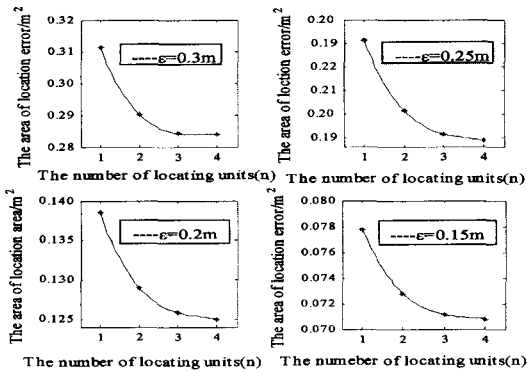 The area of location error/m²
0.31
0.30
0.29
0.28
ε=0.3m
1 2 3 4
The number of locating units(n)
The area of loction error/m²
0.20
0.19
0.22
0.20
0.19
ε=0.25m
1 2 3 4
The number of locating units(n)
The area of location area/m²
0.140
0.135
0.130
0.125
ε=0.2m
1 2 3 4
The number of locating units(n)
The area of location error/m²
0.080
0.078
0.076
0.074
0.072
0.070
ε=0.15m
1 2 3 4
The numeber of locating units(n)